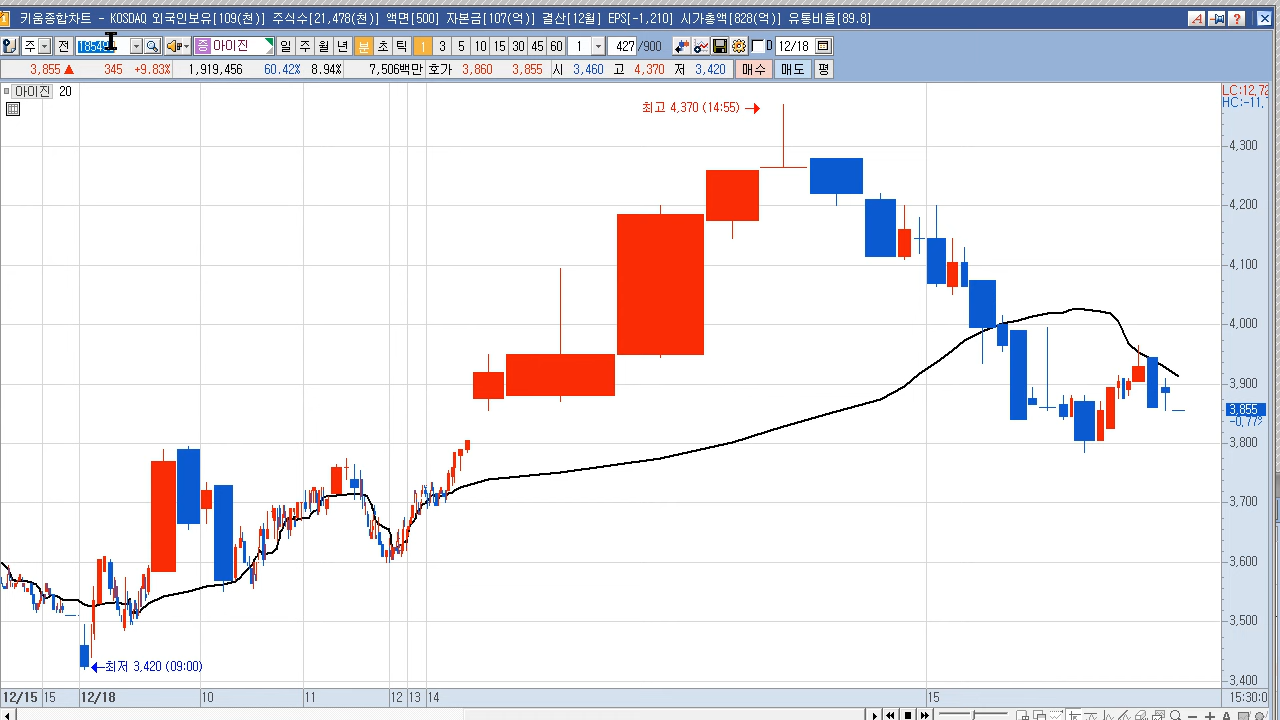 키움종합차트 - KOSDAQ 외국인보유[109(천)] 주식수[21,478(천)] 액면[500] 자본금[107(억)] 결산[12월] EPS[-1,210] 시가총액[828(억)] 유통비율[89.8]
주 전 증 아이진 일 주 월 년 분 초 틱 1 3 5 10 15 30 45 60 1 427 /900 D 12/18
3,855 ▲ 345 +9.83% 1,919,456 60.42% 8.94% 7,506백만 호가 3,860 3,855 시 3,460 고 4,370 저 3,420 매수 매도 평
아이진 20
LC:12,72
HC:-11,
최고 4,370 (14:55)
4,300
4,200
4,100
4,000
3,900
3,855
-0.77%
3,800
3,700
3,600
3,500
최저 3,420 (09:00)
3,400
12/15 15 12/18 10 11 12 13 14 15 15:30:0